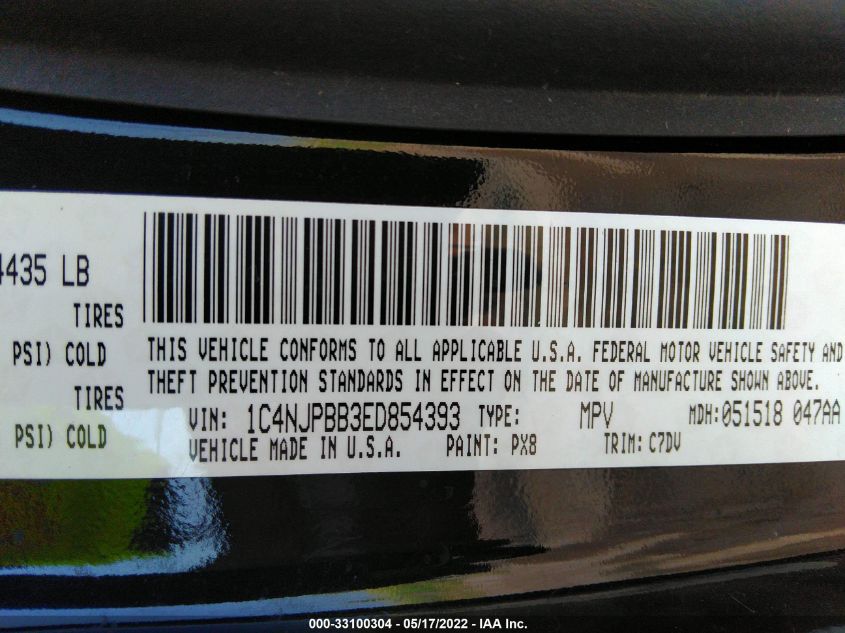 4435 LB
TIRES
PSI) COLD
TIRES
PSI) COLD
THIS VEHICLE CONFORMS TO ALL APPLICABLE U.S.A. FEDERAL MOTOR VEHICLE SAFETY AND
THEFT PREVENTION STANDARDS IN EFFECT ON THE DATE OF MANUFACTURE SHOWN ABOVE.
VIN: 1C4NJPBB3ED854393 TYPE: MPV MDH:051518 047AA
VEHICLE MADE IN U.S.A. PAINT: PX8 TRIM: C7DV
000-33100304 - 05/17/2022 - IAA Inc.